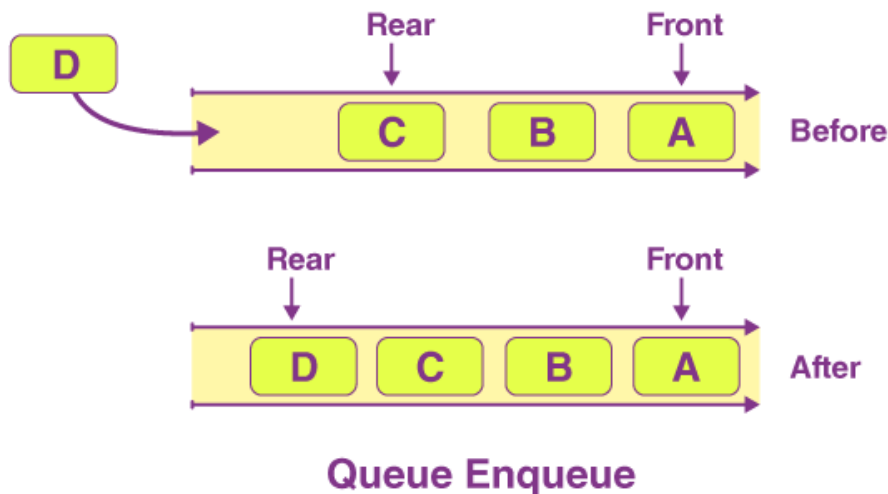 Rear Front
D
C B A
Before
Rear Front
D C B A
After
Queue Enqueue